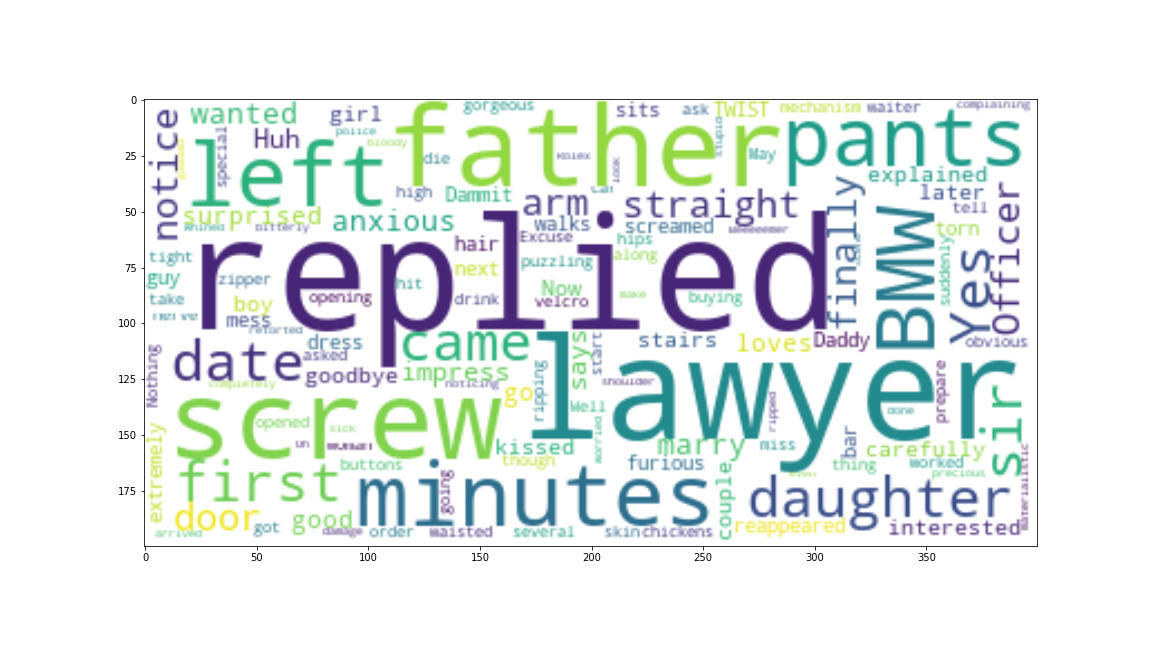 0
25
50
75
100
125
150
175
0
50
100
150
200
250
300
350
notice
wanted
girl
father
gorgeous
sits
ask
TWIST
mechanism
waiter
complaining
Huh
police
bloody
special
left
die
Rolex
look
stupid
May
pants
explained
later
tell
high
Dammit
arm
straight
surprised
anxious
whined
bitterly
walks
screamed
torn
hair
Excuse
hips
along
finally
BMW
suddenly
Yes
Officer
tight
guy
take
zipper
boy
mess
replied
opening
hit
next
drink
puzzling
Now
velcro
make
buying
retorted
dress
came
stairs
loves
Daddy
obvious
Nothing
date
asked
goodbye
impress
noticing
completely
says
start
shoulder
go
ripping
lawyer
done
prepare
sir
screw
opened
sick
Well
worried
ripped
kissed
marry
miss
bar
carefully
woman
buttons
though
furious
thing
worked
precious
materialistic
extremely
first
going
minutes
couple
daughter
door
got
good
damage
order
waisted
several
skin
chickens
reappeared
interested
arrived